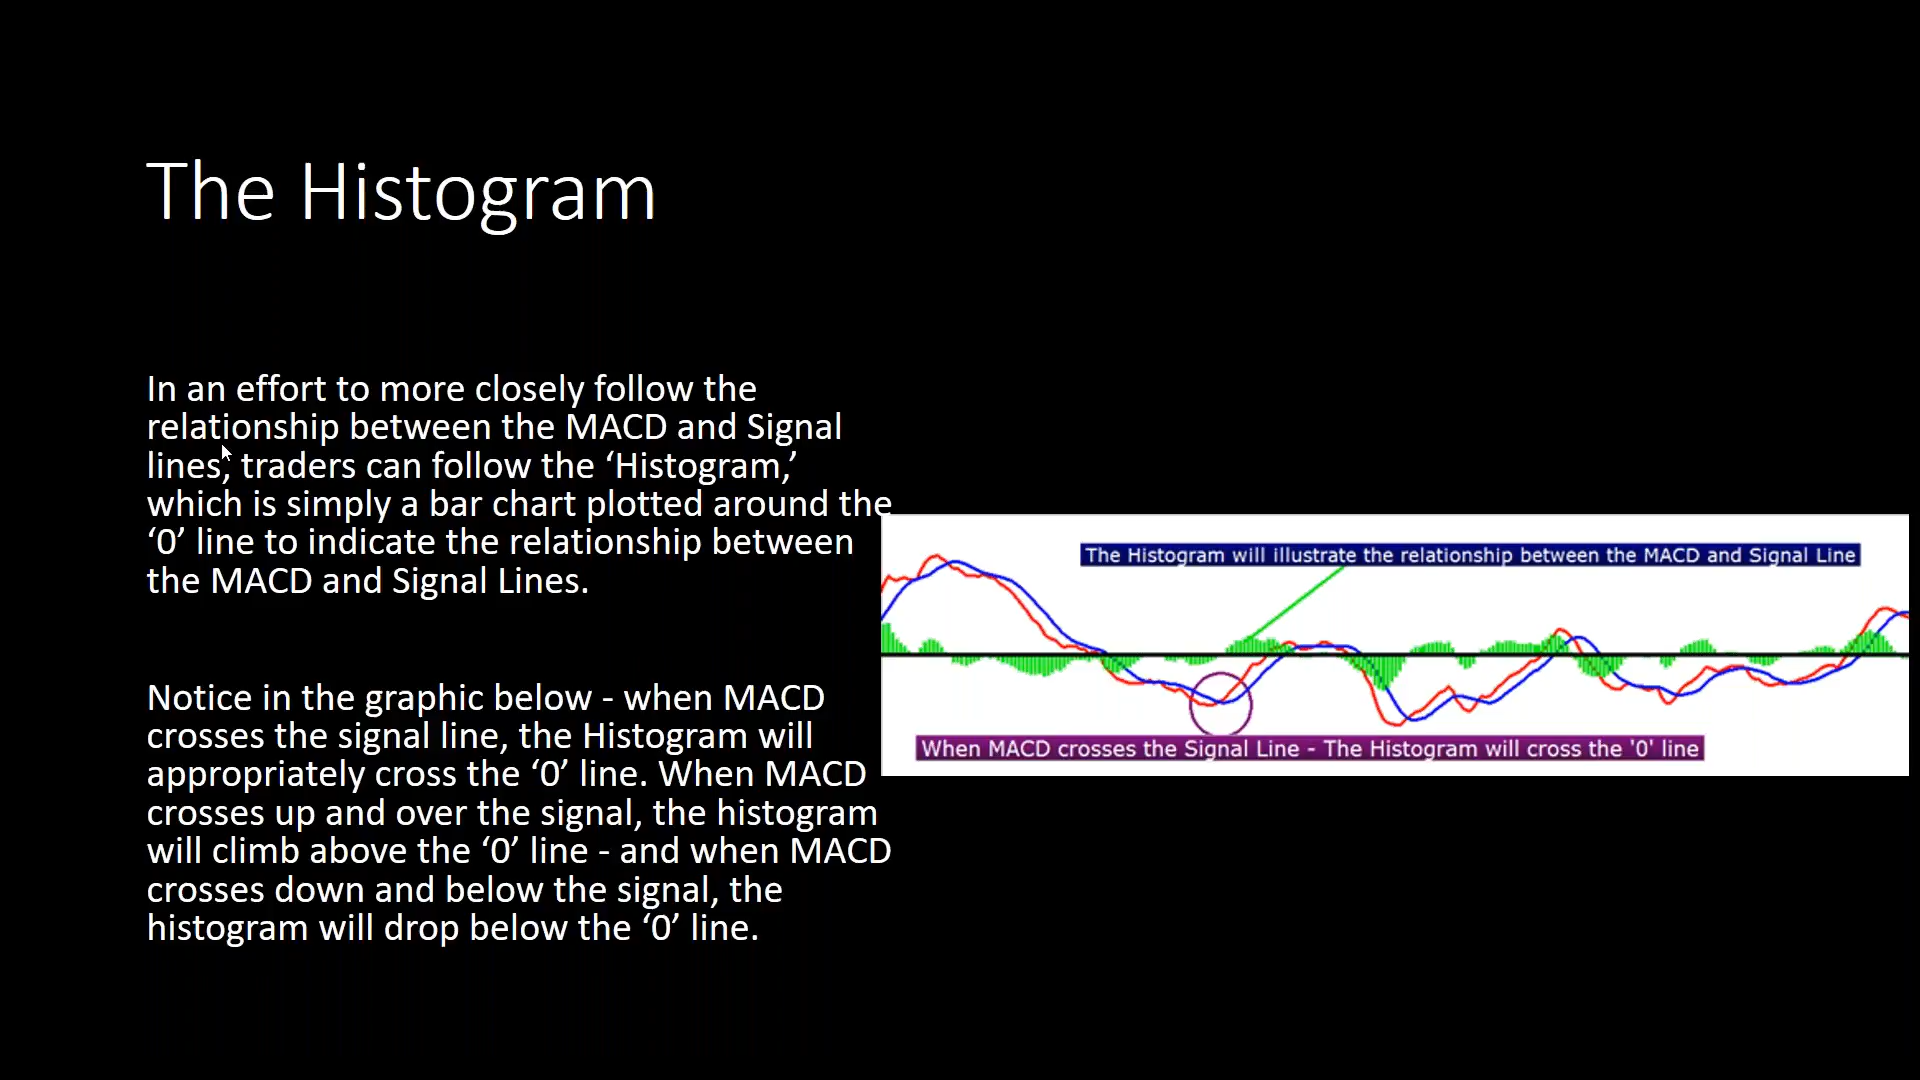 The Histogram
In an effort to more closely follow the
relationship between the MACD and Signal
lines, traders can follow the ‘Histogram,’
which is simply a bar chart plotted around the
‘0’ line to indicate the relationship between
the MACD and Signal Lines.
Notice in the graphic below - when MACD
crosses the signal line, the Histogram will
appropriately cross the ‘0’ line. When MACD
crosses up and over the signal, the histogram
will climb above the ‘0’ line - and when MACD
crosses down and below the signal, the
histogram will drop below the ‘0’ line.
The Histogram will illustrate the relationship between the MACD and Signal Line
When MACD crosses the Signal Line - The Histogram will cross the '0' line